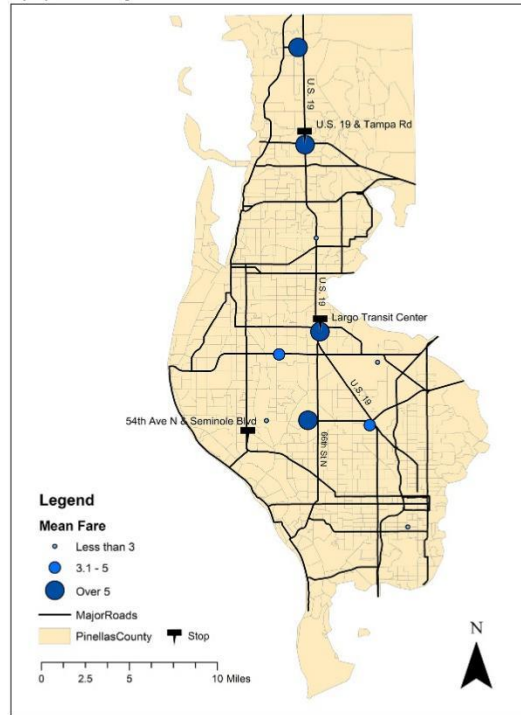 U.S. 19
U.S. 19 & Tampa Rd
U.S. 19
Largo Transit Center
U.S. 19
54th Ave N & Seminole Blvd
66th St N
Legend
Mean Fare
Less than 3
3.1 - 5
Over 5
MajorRoads
PinellasCounty
Stop
0 2.5 5 10 Miles
N